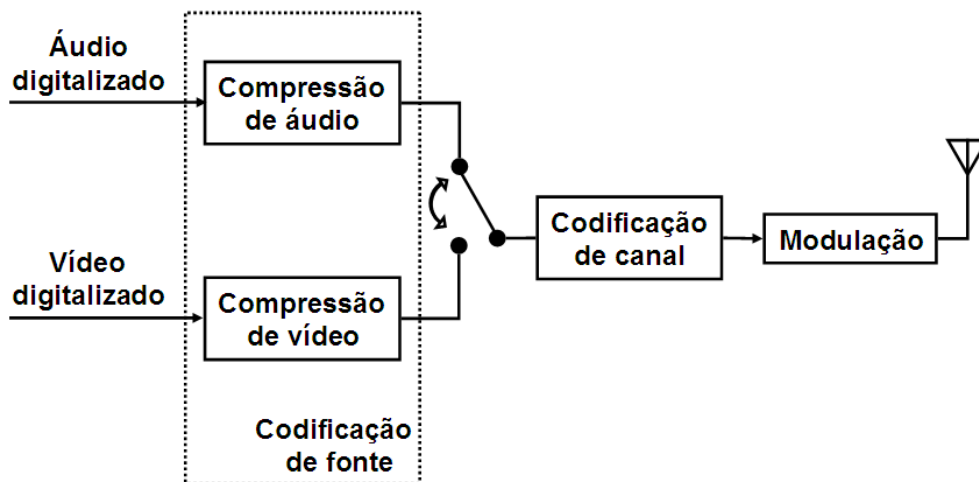 Áudio
digitalizado
Compressão
de áudio
Vídeo
digitalizado
Compressão
de vídeo
Codificação
de fonte
Codificação
de canal
Modulação